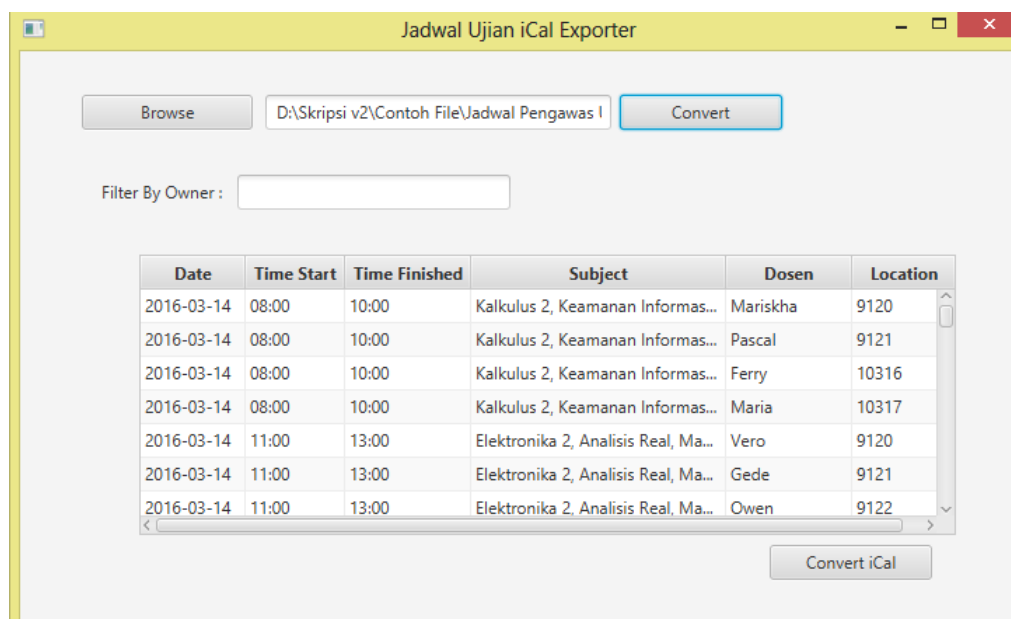 Jadwal Ujian iCal Exporter
Browse D:\Skripsi v2\Contoh File\Jadwal Pengawas Convert
Filter By Owner :
Date Time Start Time Finished Subject Dosen Location
2016-03-14 08:00 10:00 Kalkulus 2, Keamanan Informas... Mariskha 9120
2016-03-14 08:00 10:00 Kalkulus 2, Keamanan Informas... Pascal 9121
2016-03-14 08:00 10:00 Kalkulus 2, Keamanan Informas... Ferry 10316
2016-03-14 08:00 10:00 Kalkulus 2, Keamanan Informas... Maria 10317
2016-03-14 11:00 13:00 Elektronika 2, Analisis Real, Ma... Vero 9120
2016-03-14 11:00 13:00 Elektronika 2, Analisis Real, Ma... Gede 9121
2016-03-14 11:00 13:00 Elektronika 2, Analisis Real, Ma... Owen 9122
Convert iCal